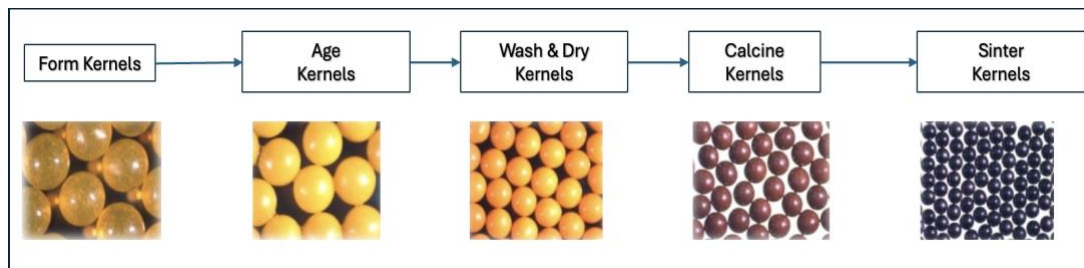 Form Kernels
Age
Kernels
Wash & Dry
Kernels
Calcine
Kernels
Sinter
Kernels